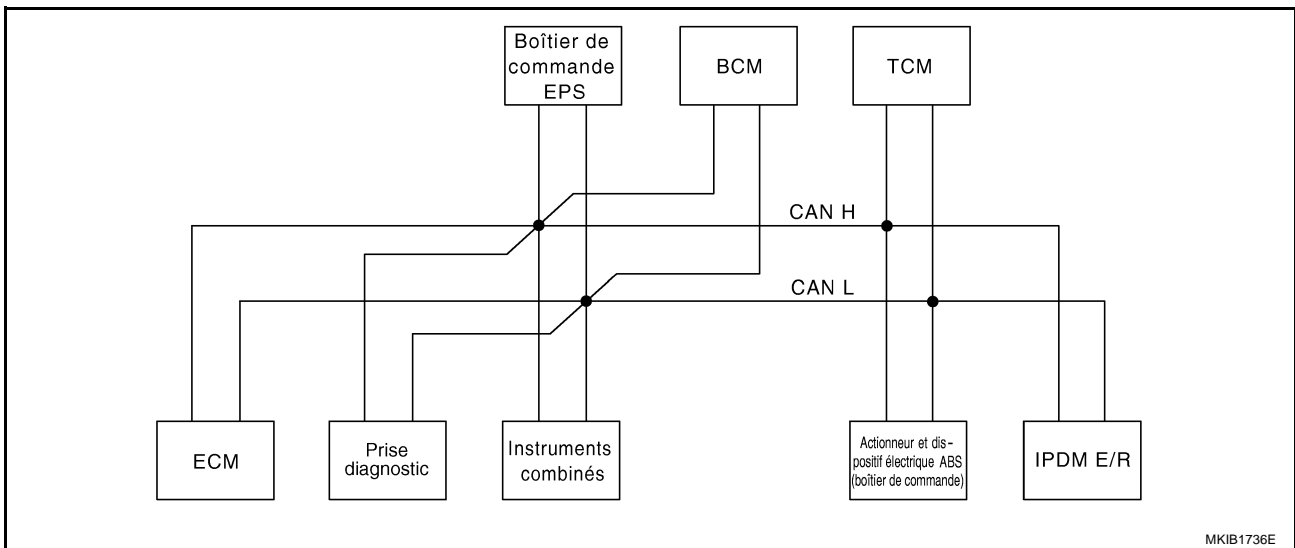 Boîtier de
commande
EPS
BCM
TCM
CAN H
CAN L
ECM
Prise
diagnostic
Instruments
combinés
Actionneur et dis-
positif électrique ABS
(boîtier de commande)
IPDM E/R
MKIB1736E